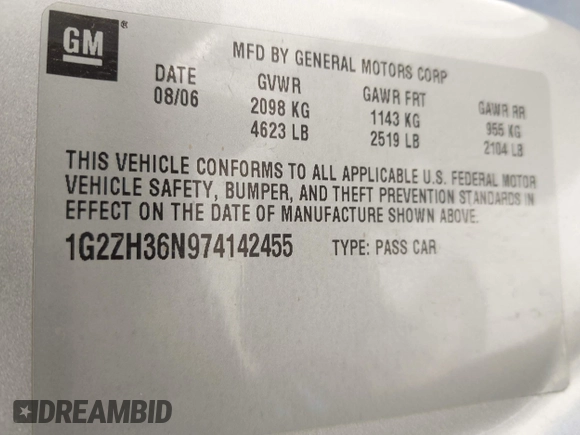 GM ®
MFD BY GENERAL MOTORS CORP
DATE GVWR GAWR FRT GAWR RR
08/06 2098 KG 1143 KG 955 KG
4623 LB 2519 LB 2104 LB
THIS VEHICLE CONFORMS TO ALL APPLICABLE U.S. FEDERAL MOTOR
VEHICLE SAFETY, BUMPER, AND THEFT PREVENTION STANDARDS IN
EFFECT ON THE DATE OF MANUFACTURE SHOWN ABOVE.
1G2ZH36N974142455 TYPE: PASS CAR
DREAMBID